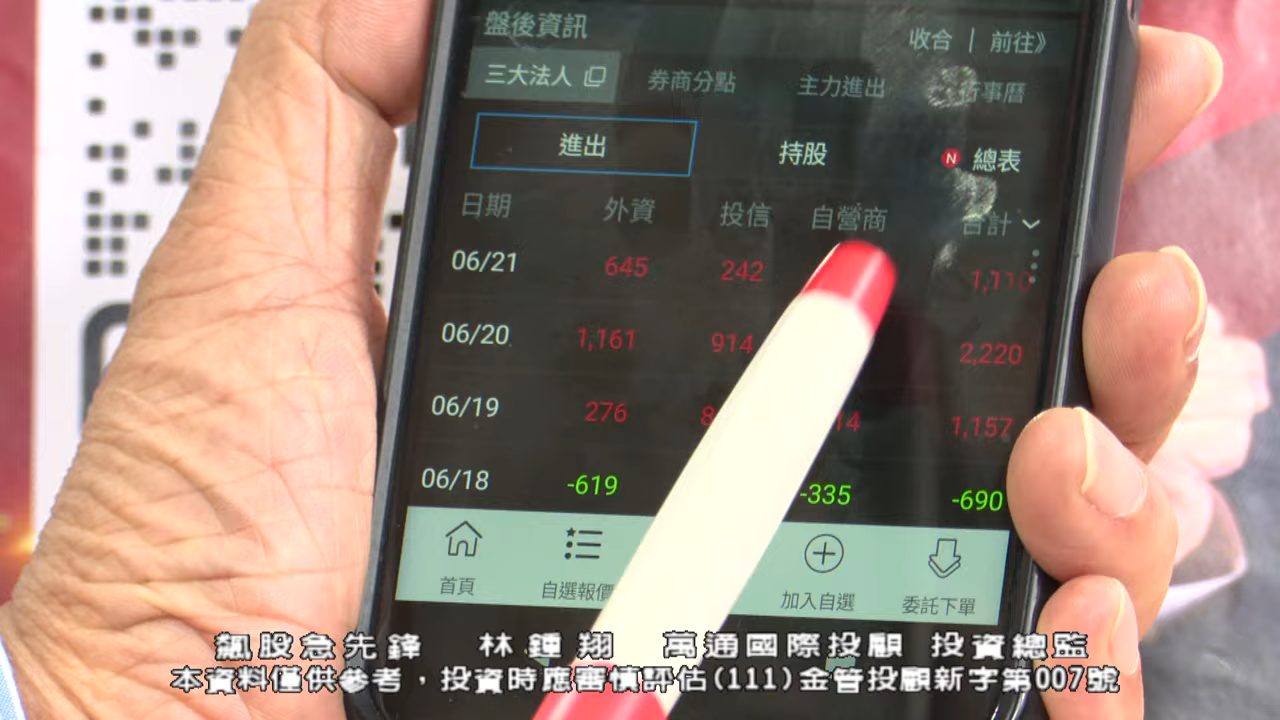 盤後資訊 收合 | 前往》
三大法人 券商分點 主力進出 行事曆
進出 持股 N 總表
日期 外資 投信 自營商 合計
06/21 645 242 1,110
06/20 1,161 914 2,220
06/19 276 1,157
06/18 -619 -335 -690
首頁 自選報價 加入自選 委託下單
飆股急先鋒 林鍾翔 萬通國際投顧 投資總監
本資料僅供參考，投資時應審慎評估(111)金管投顧新字第007號